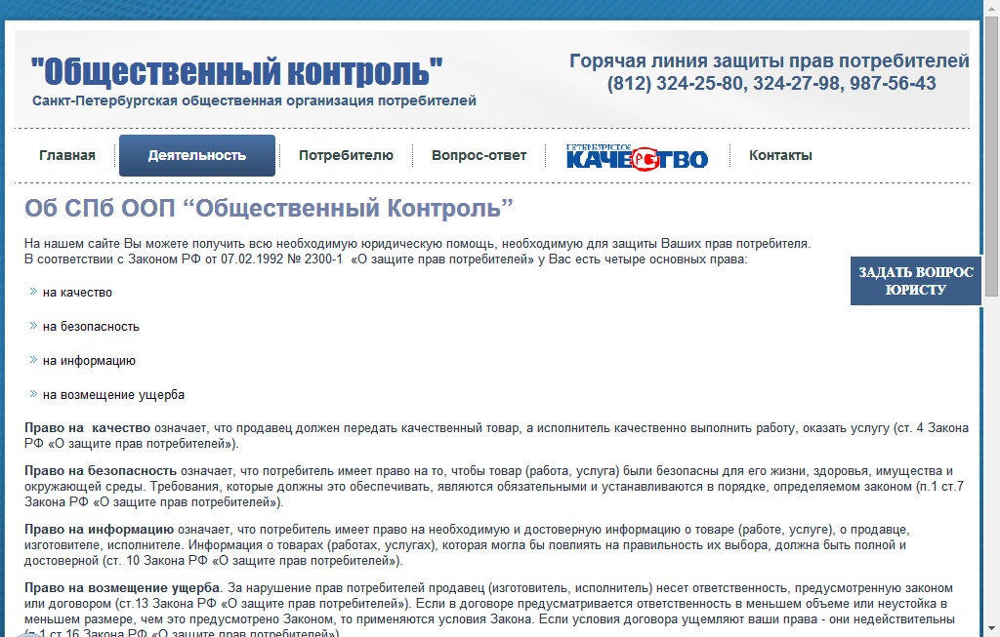 "Общественный контроль"
Санкт-Петербургская общественная организация потребителей
Горячая линия защиты прав потребителей
(812) 324-25-80, 324-27-98, 987-56-43
Главная
Деятельность
Потребителю
Вопрос-ответ
ПЕТЕРБУРГСКОЕ
КАЧЕСТВО
Контакты
Об СПб ООП “Общественный Контроль”
На нашем сайте Вы можете получить всю необходимую юридическую помощь, необходимую для защиты Ваших прав потребителя.
В соответствии с Законом РФ от 07.02.1992 № 2300-1 «О защите прав потребителей» у Вас есть четыре основных права:
ЗАДАТЬ ВОПРОС
ЮРИСТУ
на качество
на безопасность
на информацию
на возмещение ущерба
Право на качество означает, что продавец должен передать качественный товар, а исполнитель качественно выполнить работу, оказать услугу (ст. 4 Закона
РФ «О защите прав потребителей»).
Право на безопасность означает, что потребитель имеет право на то, чтобы товар (работа, услуга) были безопасны для его жизни, здоровья, имущества и
окружающей среды. Требования, которые должны это обеспечивать, являются обязательными и устанавливаются в порядке, определяемом законом (п.1 ст.7
Закона РФ «О защите прав потребителей»).
Право на информацию означает, что потребитель имеет право на необходимую и достоверную информацию о товаре (работе, услуге), о продавце,
изготовителе, исполнителе. Информация о товарах (работах, услугах), которая могла бы повлиять на правильность их выбора, должна быть полной и
достоверной (ст. 10 Закона РФ «О защите прав потребителей»).
Право на возмещение ущерба. За нарушение прав потребителей продавец (изготовитель, исполнитель) несет ответственность, предусмотренную законом
или договором (ст.13 Закона РФ «О защите прав потребителей»). Если в договоре предусматривается ответственность в меньшем объеме или неустойка в
меньшем размере, чем это предусмотрено Законом, то применяются условия Закона. Если условия договора ущемляют ваши права - они недействительны
(п.1 ст.16 Закона РФ «О защите прав потребителей»)